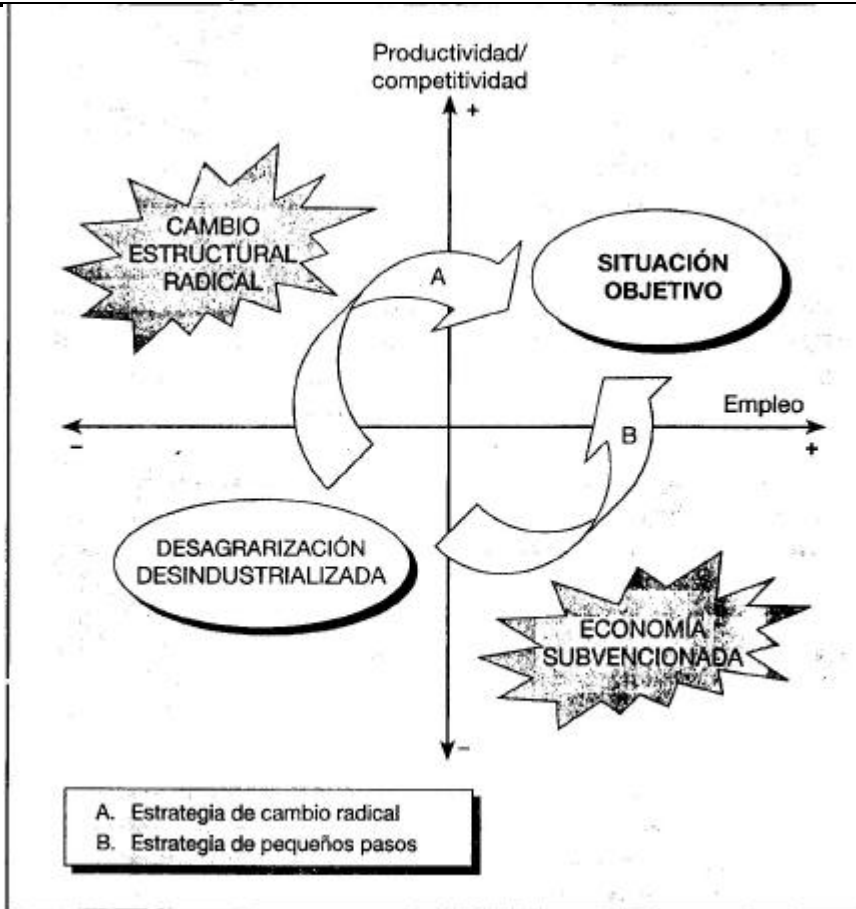 Productividad/
competitividad
+
CAMBIO
ESTRUCTURAL
RADICAL
A
SITUACIÓN
OBJETIVO
Empleo
-
+
B
DESAGRARIZACIÓN
DESINDUSTRIALIZADA
ECONOMÍA
SUBVENCIONADA
-
A. Estrategia de cambio radical
B. Estrategia de pequeños pasos